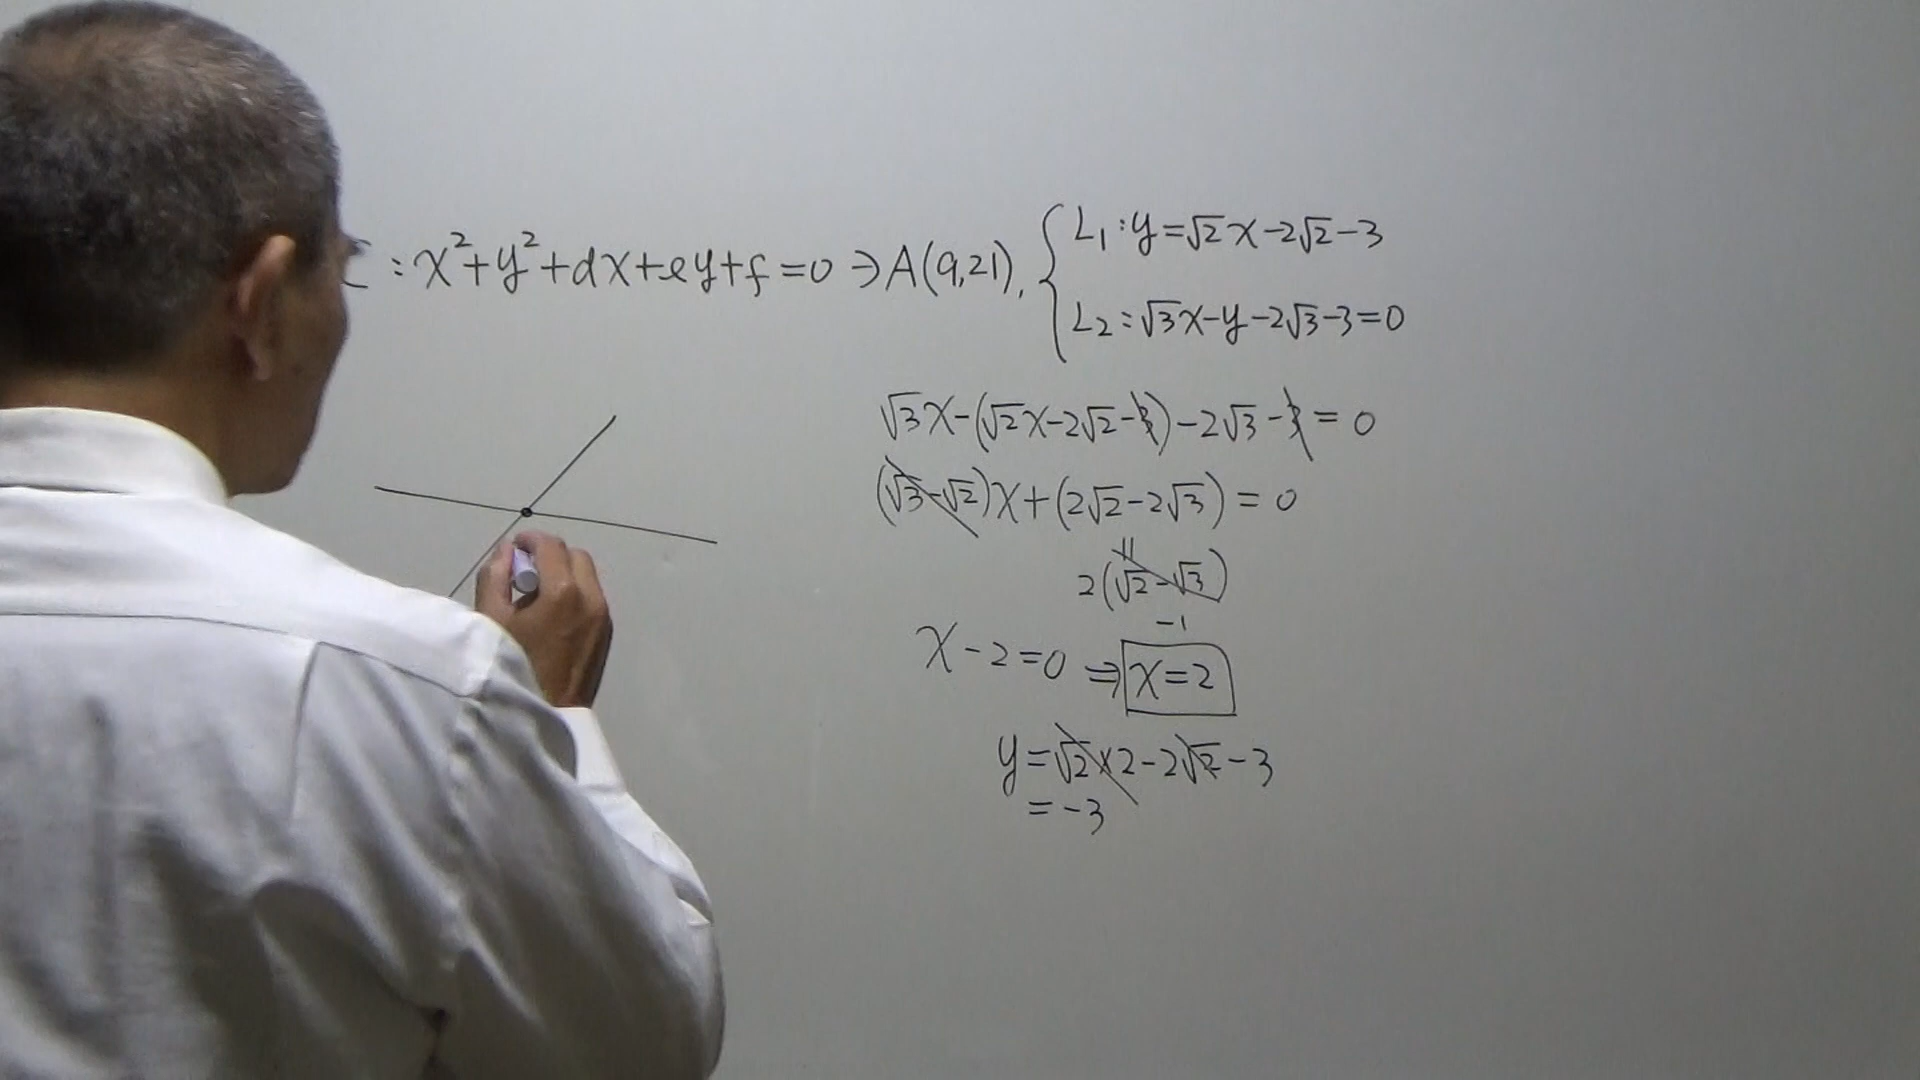 C : x²+y²+dx+ey+f=0 ⇒ A(9,21),
L₁ : y=√2x-2√2-3
L₂ : √3x-y-2√3-3=0
√3x-(√2x-2√2-3)-2√3-3=0
(√3-√2)x+(2√2-2√3)=0
=
2(√2-√3)
-1
x-2=0 ⇒ x=2
y=√2×2-2√2-3
=-3